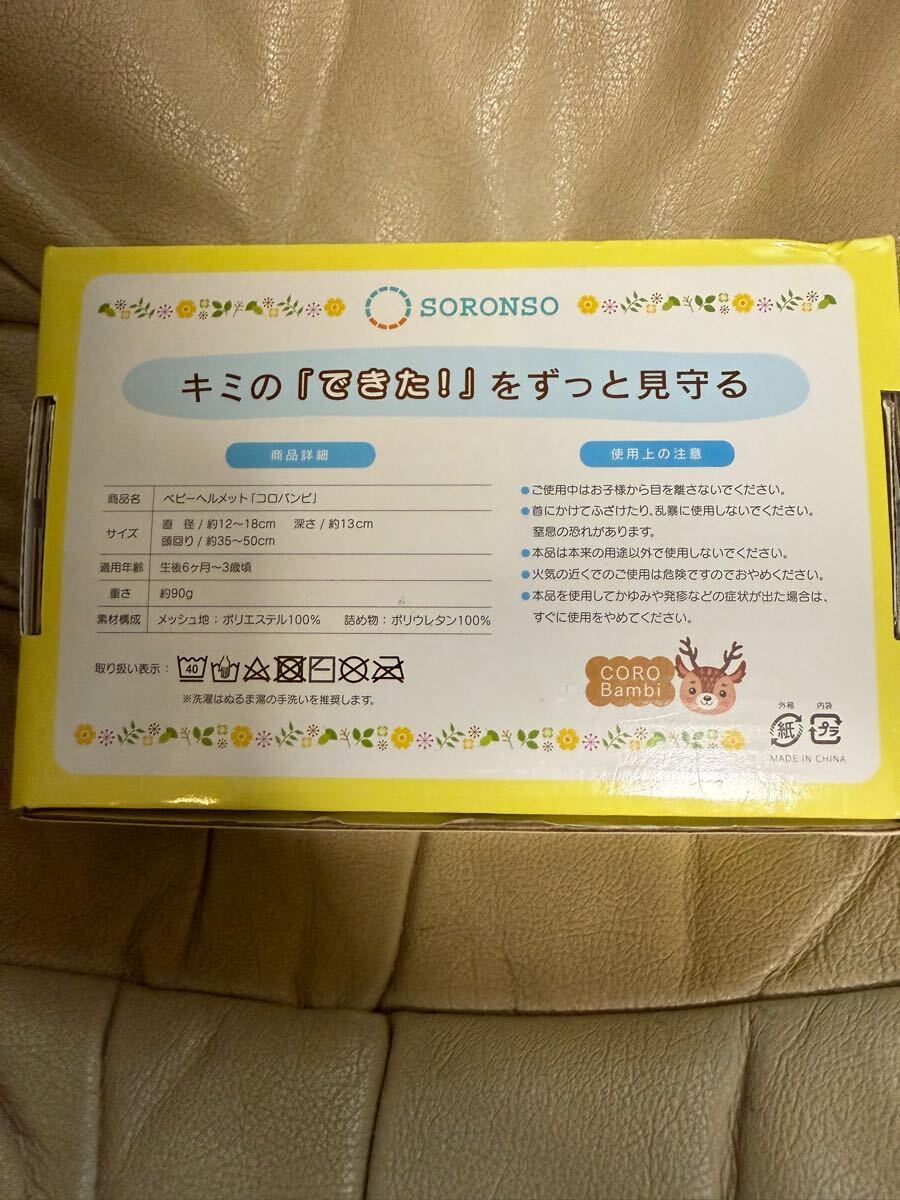 SORONSO
キミの『できた!』をずっと見守る
商品詳細
商品名 ベビーヘルメット「コロバンビ」
サイズ 直 径 / 約12〜18cm 深さ / 約13cm
頭回り / 約35〜50cm
適用年齢 生後6ヶ月〜3歳頃
重さ 約90g
素材構成 メッシュ地：ポリエステル100% 詰め物：ポリウレタン100%
取り扱い表示：
40
※洗濯はぬるま湯の手洗いを推奨します。
使用上の注意
●ご使用中はお子様から目を離さないでください。
●首にかけてふざけたり、乱暴に使用しないでください。
窒息の恐れがあります。
●本品は本来の用途以外で使用しないでください。
●火気の近くでのご使用は危険ですのでおやめください。
●本品を使用してかゆみや発疹などの症状が出た場合は、
すぐに使用をやめてください。
CORO
Bambi
外箱 内袋
紙 プラ
MADE IN CHINA